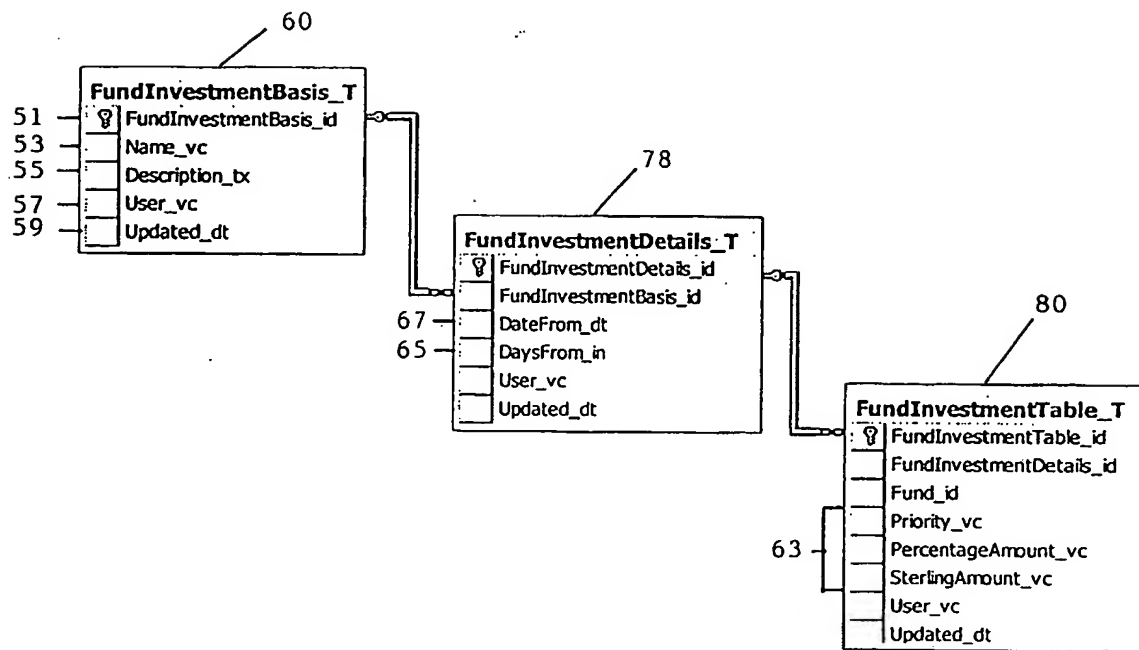 60
FundInvestmentBasis_T
51 FundInvestmentBasis_id
53 Name_vc
55 Description_tx
57 User_vc
59 Updated_dt
78
FundInvestmentDetails_T
FundInvestmentDetails_id
FundInvestmentBasis_id
67 DateFrom_dt
65 DaysFrom_in
User_vc
Updated_dt
80
FundInvestmentTable_T
FundInvestmentTable_id
FundInvestmentDetails_id
Fund_id
Priority_vc
63 PercentageAmount_vc
SterlingAmount_vc
User_vc
Updated_dt